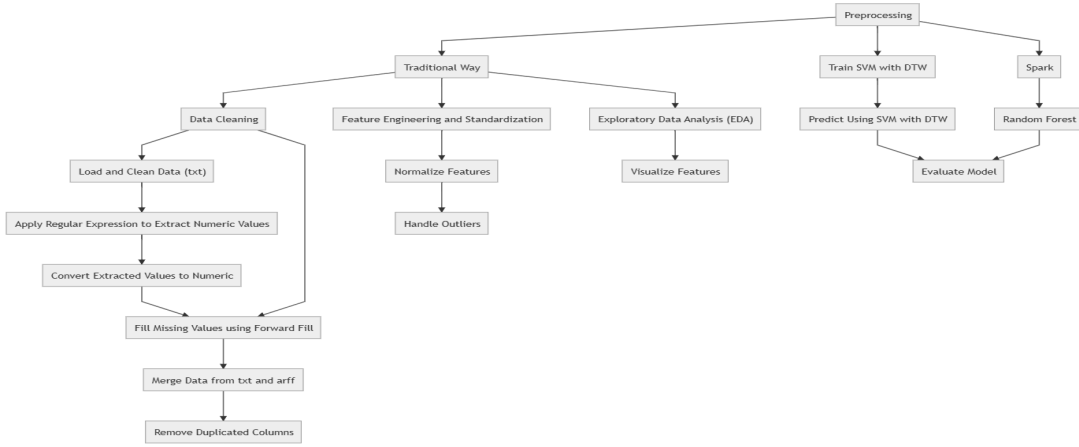 Preprocessing
Traditional Way
Train SVM with DTW
Spark
Data Cleaning
Feature Engineering and Standardization
Exploratory Data Analysis (EDA)
Predict Using SVM with DTW
Random Forest
Load and Clean Data (txt)
Normalize Features
Visualize Features
Evaluate Model
Apply Regular Expression to Extract Numeric Values
Handle Outliers
Convert Extracted Values to Numeric
Fill Missing Values using Forward Fill
Merge Data from txt and arff
Remove Duplicated Columns